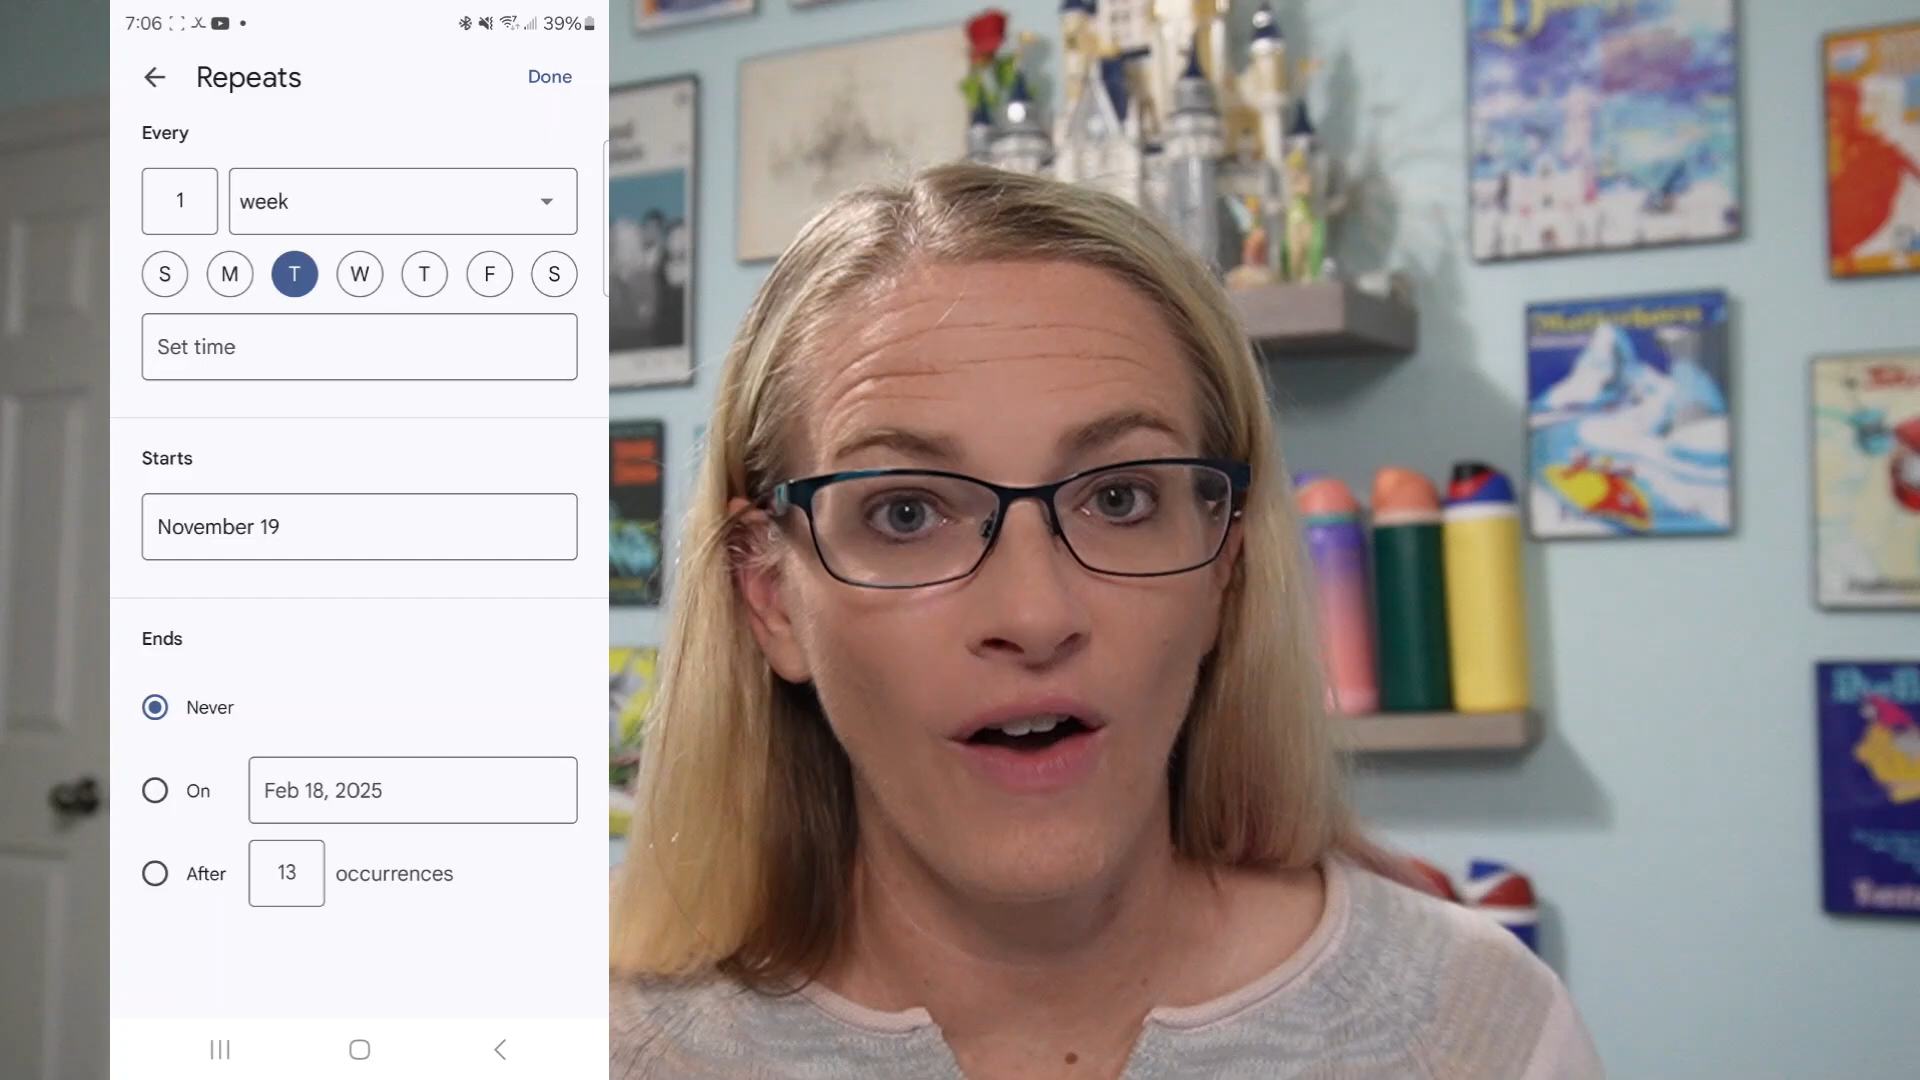 7:06
39%
Repeats
Done
Every
1
week
S M T W T F S
Set time
Starts
November 19
Ends
Never
On
Feb 18, 2025
After
13
occurrences
Matterhorn